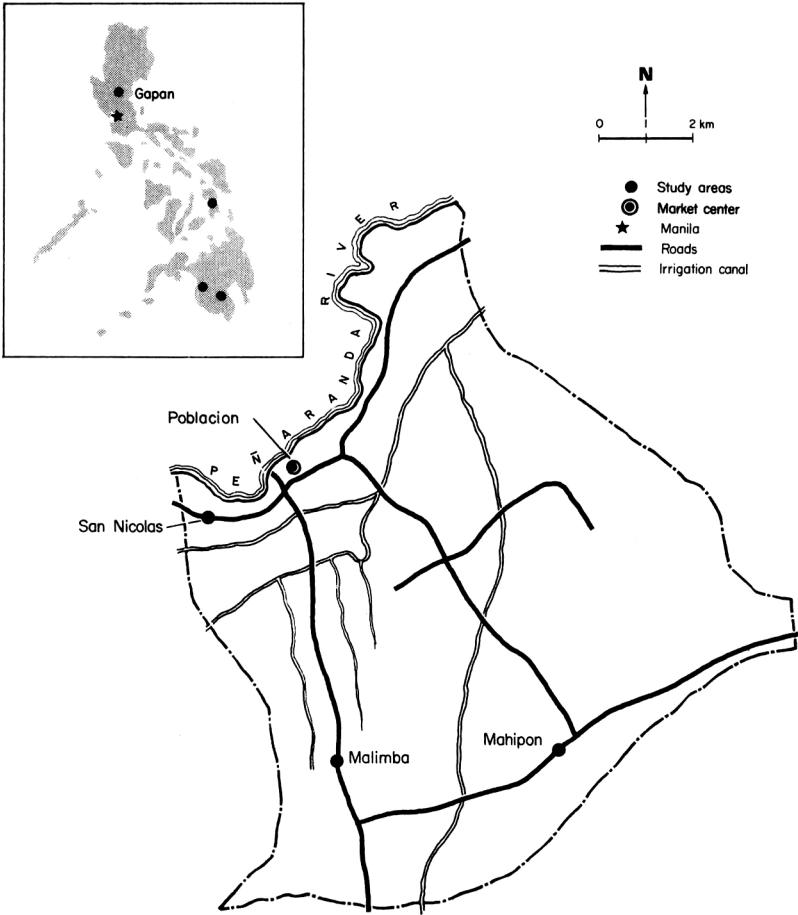 Gapan
N
0 2 km
Study areas
Market center
Manila
Roads
Irrigation canal
PEÑARANDA RIVER
Poblacion
San Nicolas
Mahipon
Malimba